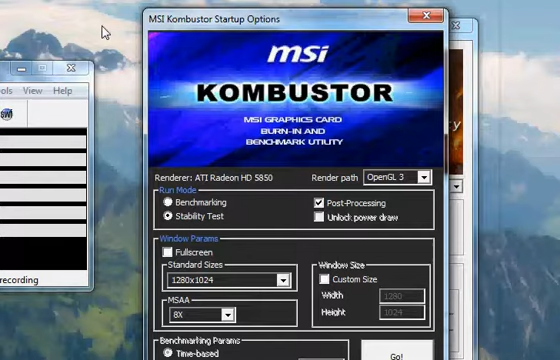 MSI Kombustor Startup Options
msi
KOMBUSTOR
MSI GRAPHICS CARD
BURN-IN AND
BENCHMARK UTILITY
Renderer: ATI Radeon HD 5850
Render path
OpenGL 3
Run Mode
Benchmarking
Stability Test
Post-Processing
Unlock power draw
Window Params
Fullscreen
Standard Sizes
1280x1024
MSAA
8X
Window Size
Custom Size
Width
1280
Height
1024
Benchmarking Params
Time-based
Go!
ols
View
Help
recording